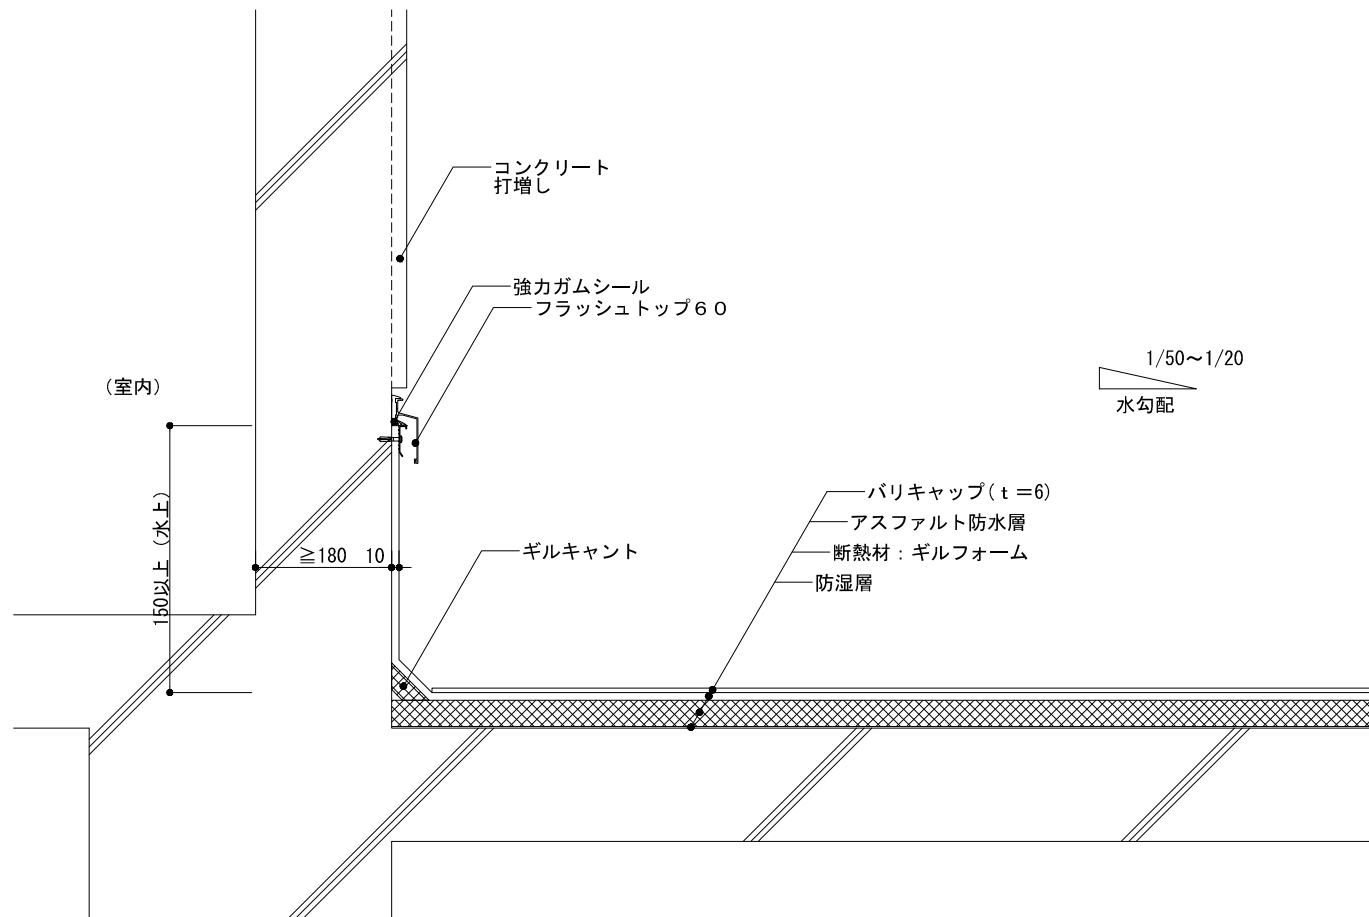 コンクリート
打増し
強力ガムシール
フラッシュトップ６０
1/50～1/20
水勾配
（室内）
150以上（水上）
≧180
10
バリキャップ(ｔ＝6)
アスファルト防水層
断熱材：ギルフォーム
防湿層
ギルキャント